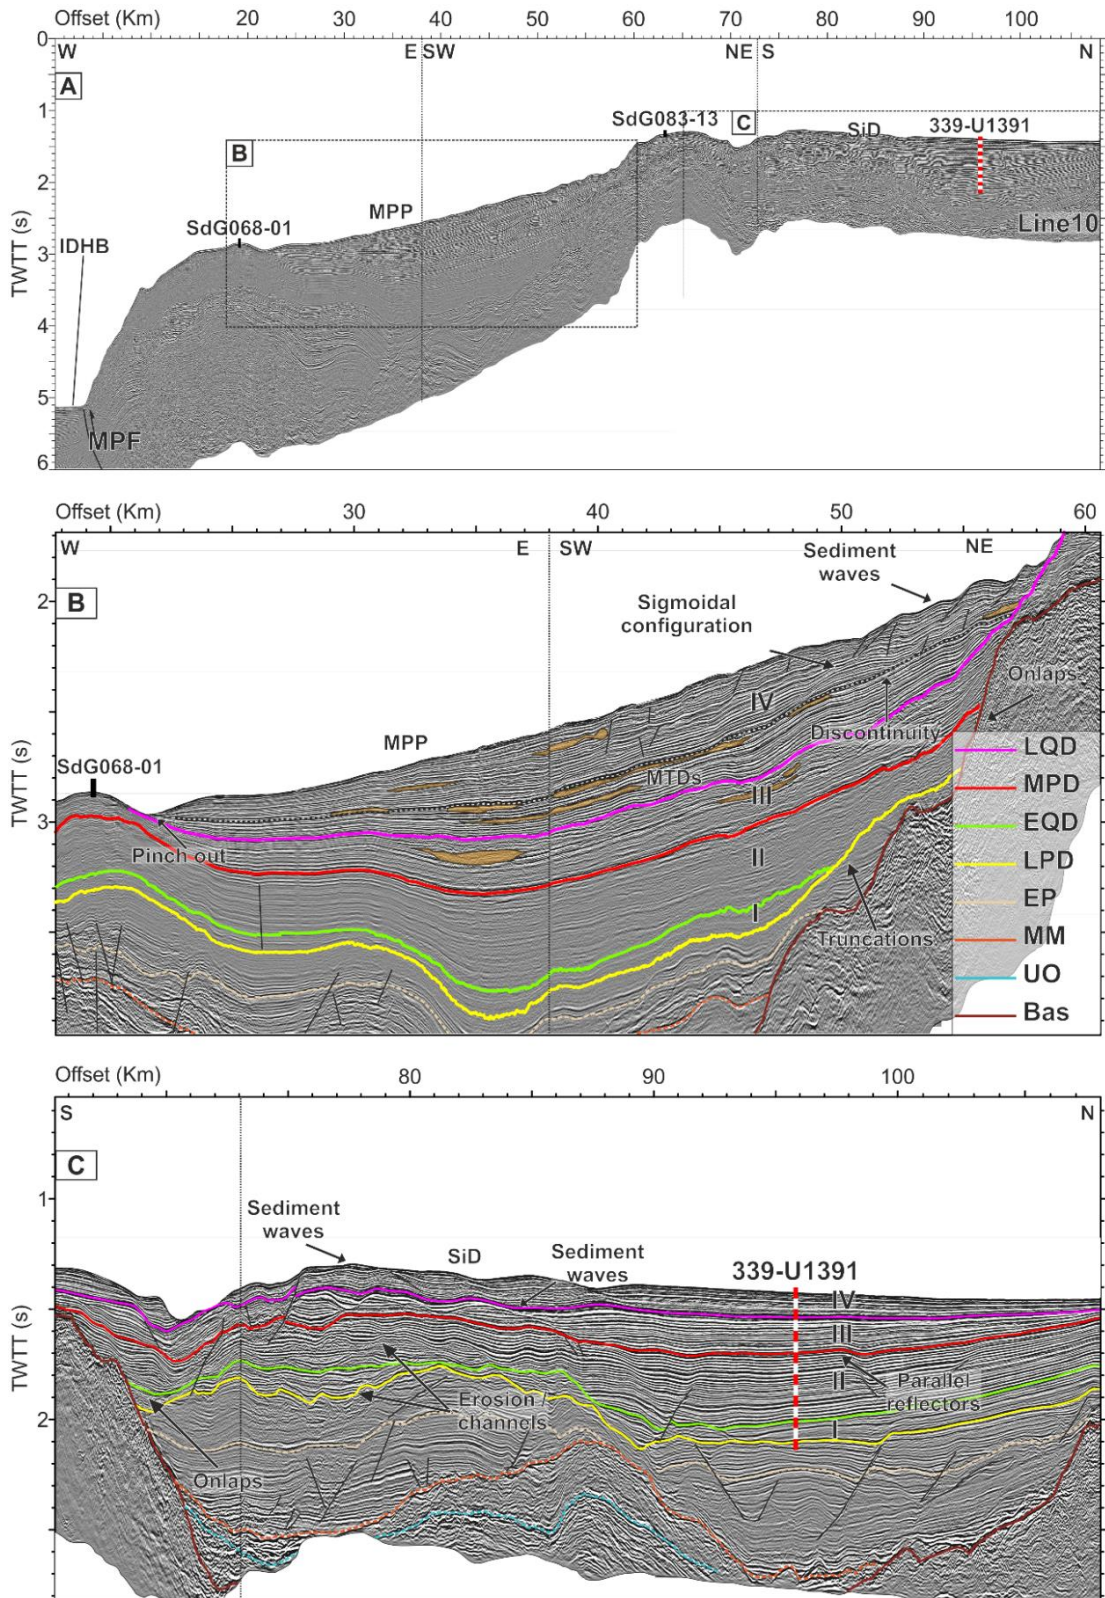 Offset (Km) 20 30 40 50 60 70 80 90 100
0
W E SW NE S N
A
1
SdG083-13 C SiD 339-U1391
B
2
MPP
SdG068-01 Line10
IDHB
3
4
5
MPF
6
TWTT (s)
Offset (Km) 30 40 50 60
W E SW NE
Sediment
waves
B
2
Sigmoidal
configuration
Onlaps
IV
MPP
Discontinuity
SdG068-01
MTDs
III
3
Pinch out
II
I
Truncations
TWTT (s)
LQD
MPD
EQD
LPD
EP
MM
UO
Bas
Offset (Km) 80 90 100
S N
C
1
Sediment
waves
SiD
Sediment
waves
339-U1391
IV
III
II
Parallel
reflectors
Erosion /
channels
I
2
Onlaps
TWTT (s)